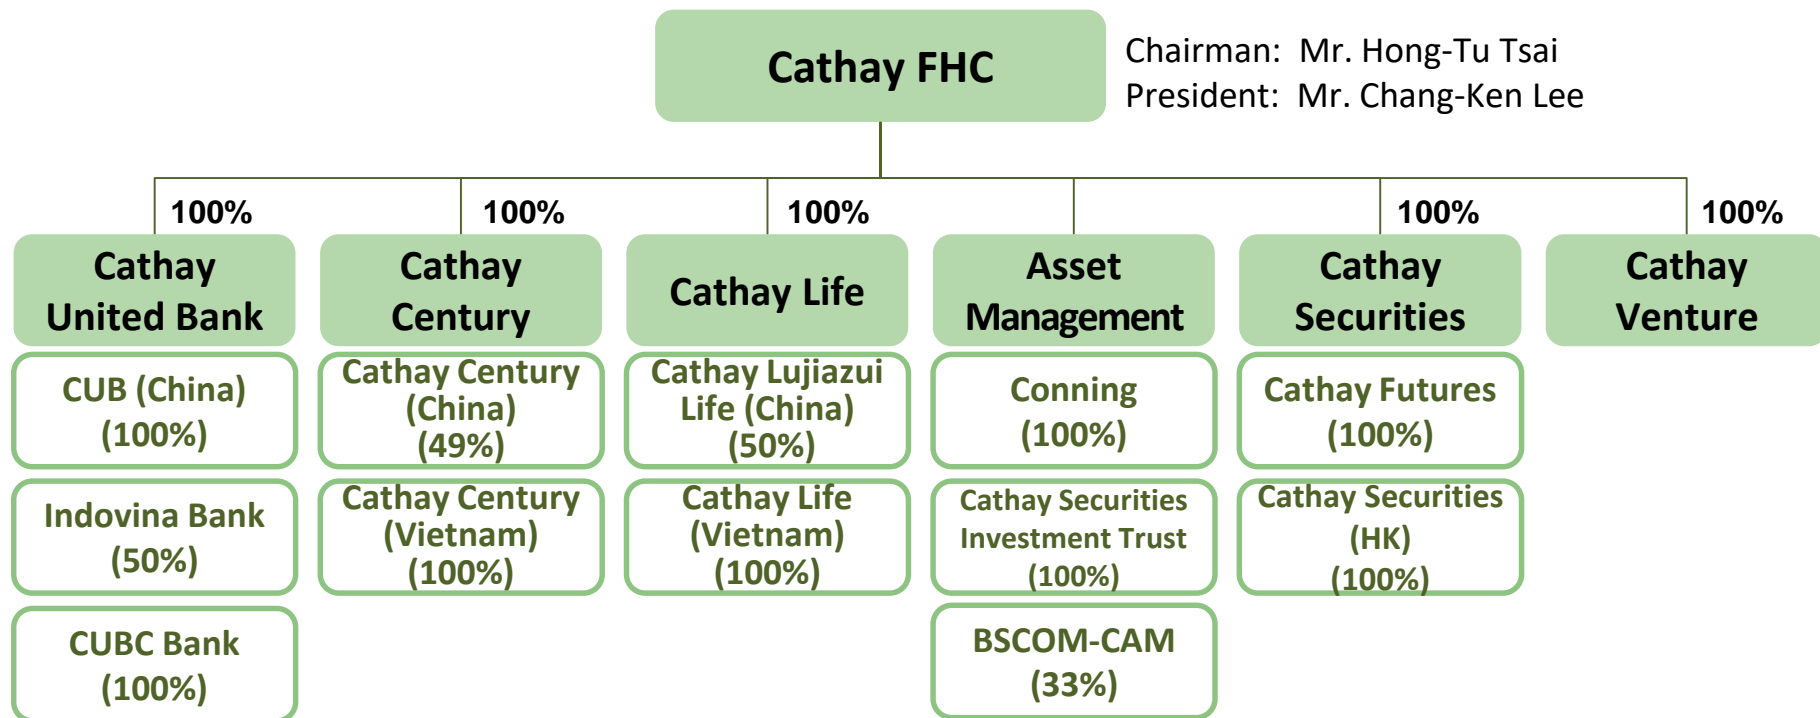 Cathay FHC
Chairman: Mr. Hong-Tu Tsai
President: Mr. Chang-Ken Lee
100%
100%
100%
100%
100%
Cathay
United Bank
Cathay
Century
Cathay Life
Asset
Management
Cathay
Securities
Cathay
Venture
CUB (China)
(100%)
Cathay Century
(China)
(49%)
Cathay Lujiazui
Life (China)
(50%)
Conning
(100%)
Cathay Futures
(100%)
Indovina Bank
(50%)
Cathay Century
(Vietnam)
(100%)
Cathay Life
(Vietnam)
(100%)
Cathay Securities
Investment Trust
(100%)
Cathay Securities
(HK)
(100%)
CUBC Bank
(100%)
BSCOM-CAM
(33%)